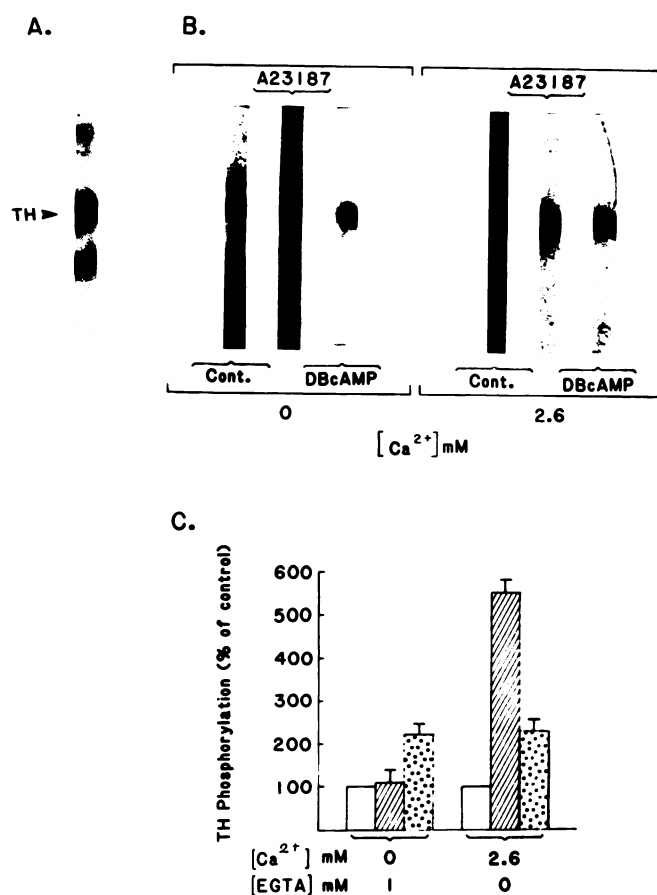 A.
B.
A23187
A23187
TH
Cont.
DBcAMP
Cont.
DBcAMP
0
2.6
[Ca²⁺]mM
C.
TH Phosphorylation (% of control)
600
500
400
300
200
100
[Ca²⁺] mM 0 2.6
[EGTA] mM 1 0